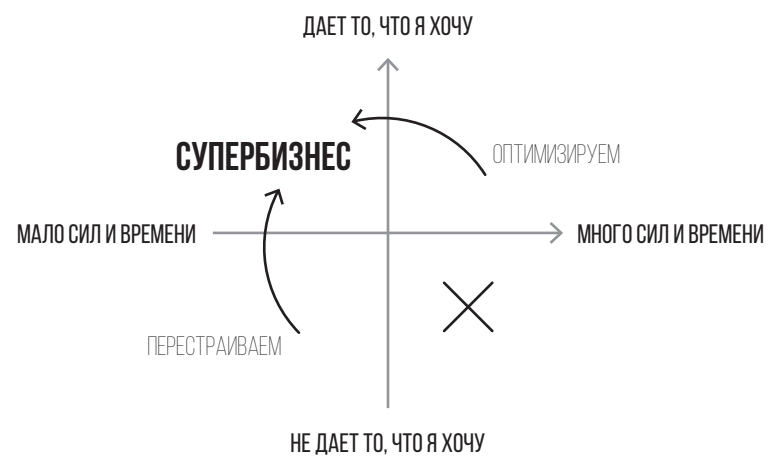 ДАЕТ ТО, ЧТО Я ХОЧУ
СУПЕРБИЗНЕС
ОПТИМИЗИРУЕМ
МАЛО СИЛ И ВРЕМЕНИ
МНОГО СИЛ И ВРЕМЕНИ
ПЕРЕСТРАИВАЕМ
НЕ ДАЕТ ТО, ЧТО Я ХОЧУ